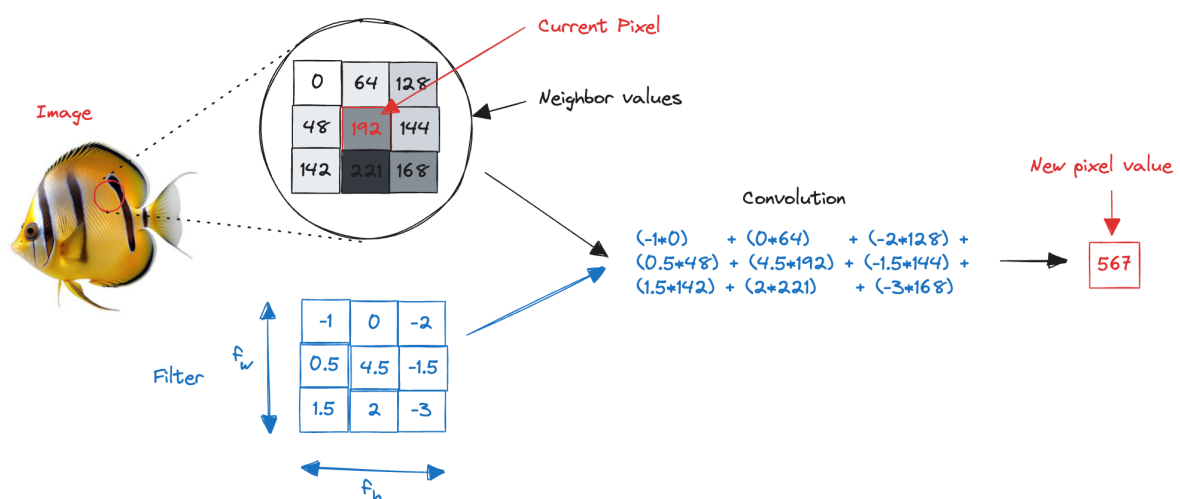 Current Pixel
Image
Neighbor values
0 64 128
48 192 144
142 221 168
New pixel value
Convolution
(-1*0) + (0*64) + (-2*128) +
(0.5*48) + (4.5*192) + (-1.5*144) +
(1.5*142) + (2*221) + (-3*168)
567
Filter
fw
-1 0 -2
0.5 4.5 -1.5
1.5 2 -3
fh